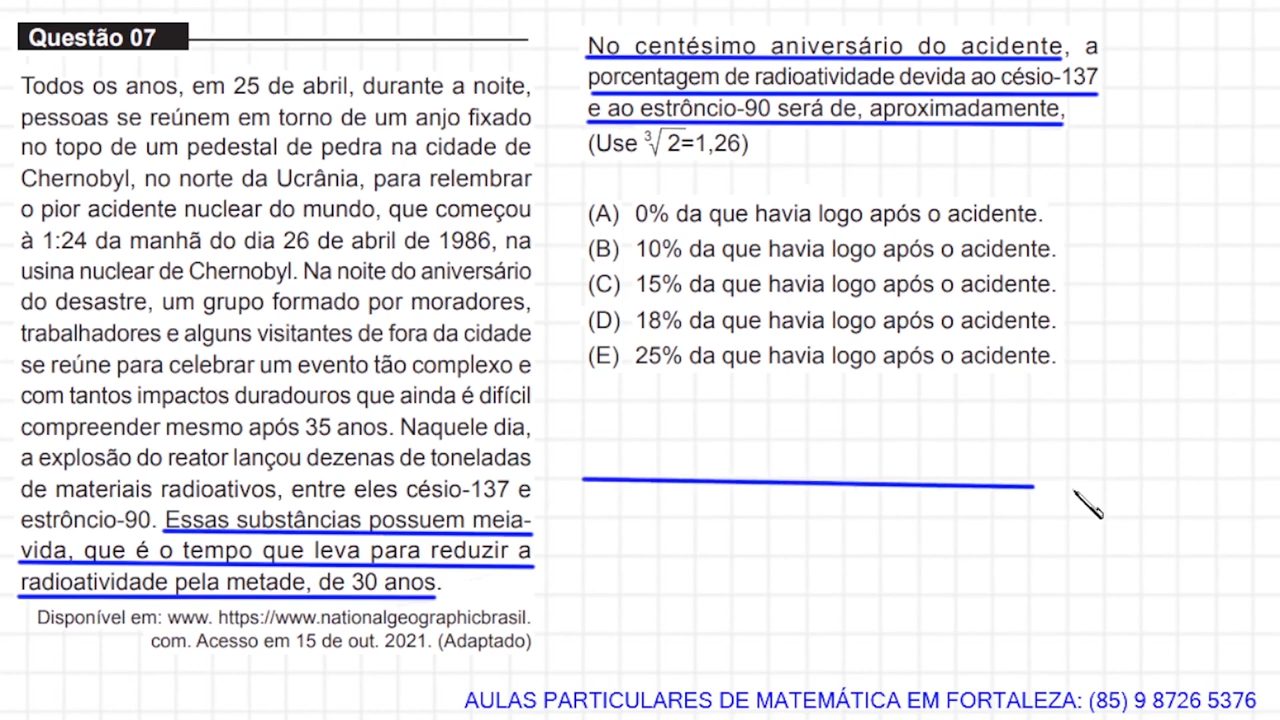 Questão 07
Todos os anos, em 25 de abril, durante a noite,
pessoas se reúnem em torno de um anjo fixado
no topo de um pedestal de pedra na cidade de
Chernobyl, no norte da Ucrânia, para relembrar
o pior acidente nuclear do mundo, que começou
à 1:24 da manhã do dia 26 de abril de 1986, na
usina nuclear de Chernobyl. Na noite do aniversário
do desastre, um grupo formado por moradores,
trabalhadores e alguns visitantes de fora da cidade
se reúne para celebrar um evento tão complexo e
com tantos impactos duradouros que ainda é difícil
compreender mesmo após 35 anos. Naquele dia,
a explosão do reator lançou dezenas de toneladas
de materiais radioativos, entre eles césio-137 e
estrôncio-90. Essas substâncias possuem meia-
vida, que é o tempo que leva para reduzir a
radioatividade pela metade, de 30 anos.
Disponível em: www. https://www.nationalgeographicbrasil.
com. Acesso em 15 de out. 2021. (Adaptado)
No centésimo aniversário do acidente, a
porcentagem de radioatividade devida ao césio-137
e ao estrôncio-90 será de, aproximadamente,
(Use ∛2=1,26)
(A) 0% da que havia logo após o acidente.
(B) 10% da que havia logo após o acidente.
(C) 15% da que havia logo após o acidente.
(D) 18% da que havia logo após o acidente.
(E) 25% da que havia logo após o acidente.
AULAS PARTICULARES DE MATEMÁTICA EM FORTALEZA: (85) 9 8726 5376